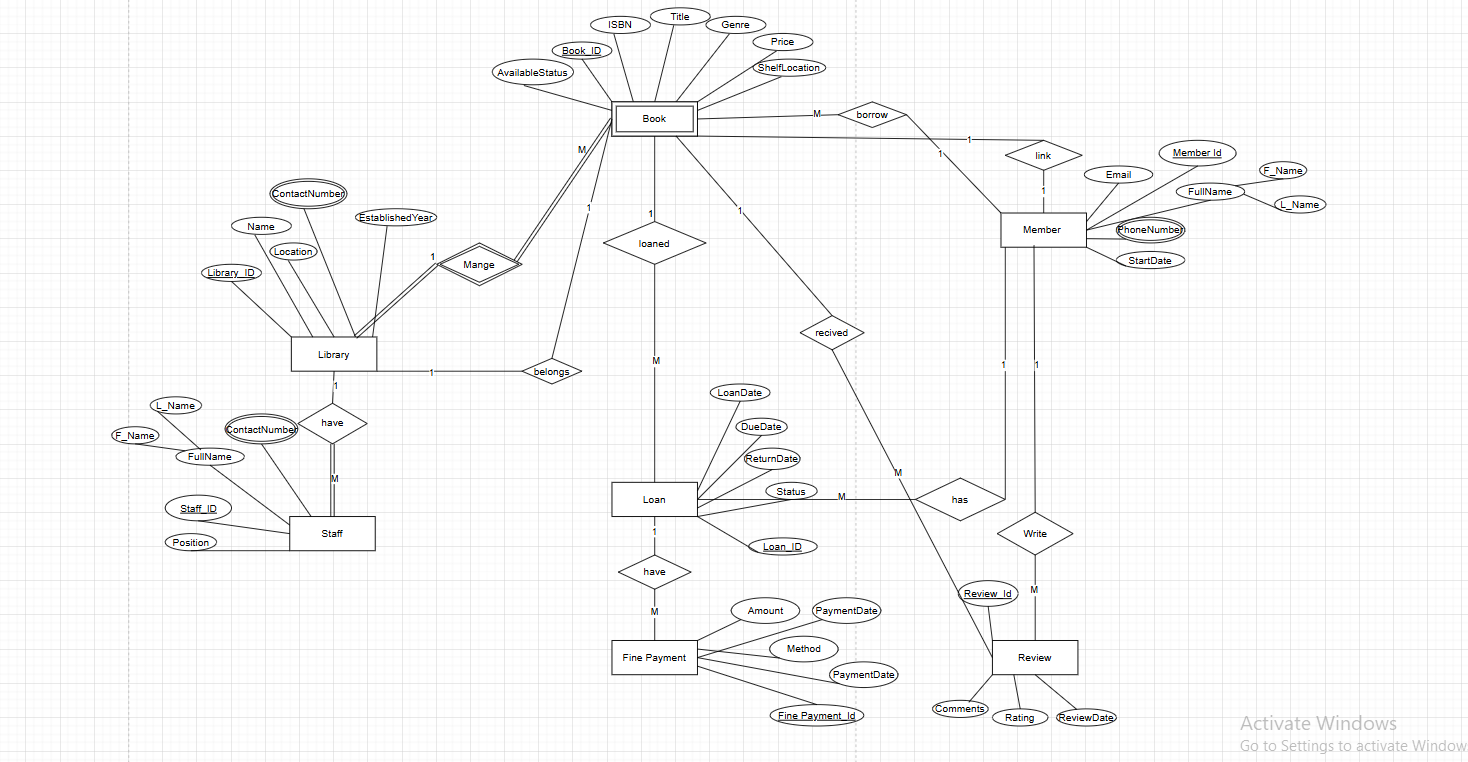 Title
ISBN
Genre
Price
Book_ID
ShelfLocation
AvailableStatus
Book
M
borrow
1
1
link
M
Member Id
Email
F_Name
FullName
L_Name
1
ContactNumber
EstablishedYear
1
1
1
Member
PhoneNumber
StartDate
Name
Location
loaned
1
Mange
Library_ID
recived
Library
M
1
1
1
belongs
1
LoanDate
L_Name
have
DueDate
F_Name
ContactNumber
FullName
ReturnDate
M
M
Status
Loan
M
has
Staff_ID
Staff
1
Write
Position
Loan_ID
have
M
Review_Id
M
Amount
PaymentDate
Method
Fine Payment
Review
PaymentDate
Comments
Rating
ReviewDate
Fine Payment_Id
Activate Windows
Go to Settings to activate Window